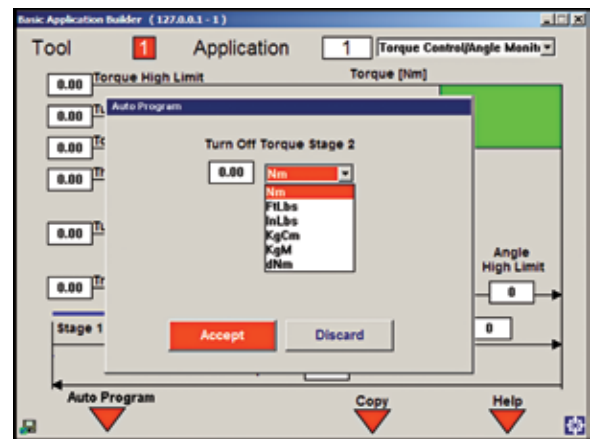 Basic Application Builder ( 127.0.0.1 - 1 )
Tool 1 Application 1 Torque Control/Angle Monit
0.00 Torque High Limit Torque [Nm]
0.00
Auto Program
0.00
Turn Off Torque Stage 2
0.00
0.00 Nm
Nm
FtLbs
InLbs
KgCm
KgM
dNm
0.00
Angle
High Limit
0.00
0
Stage 1
Accept Discard
0
Auto Program Copy Help